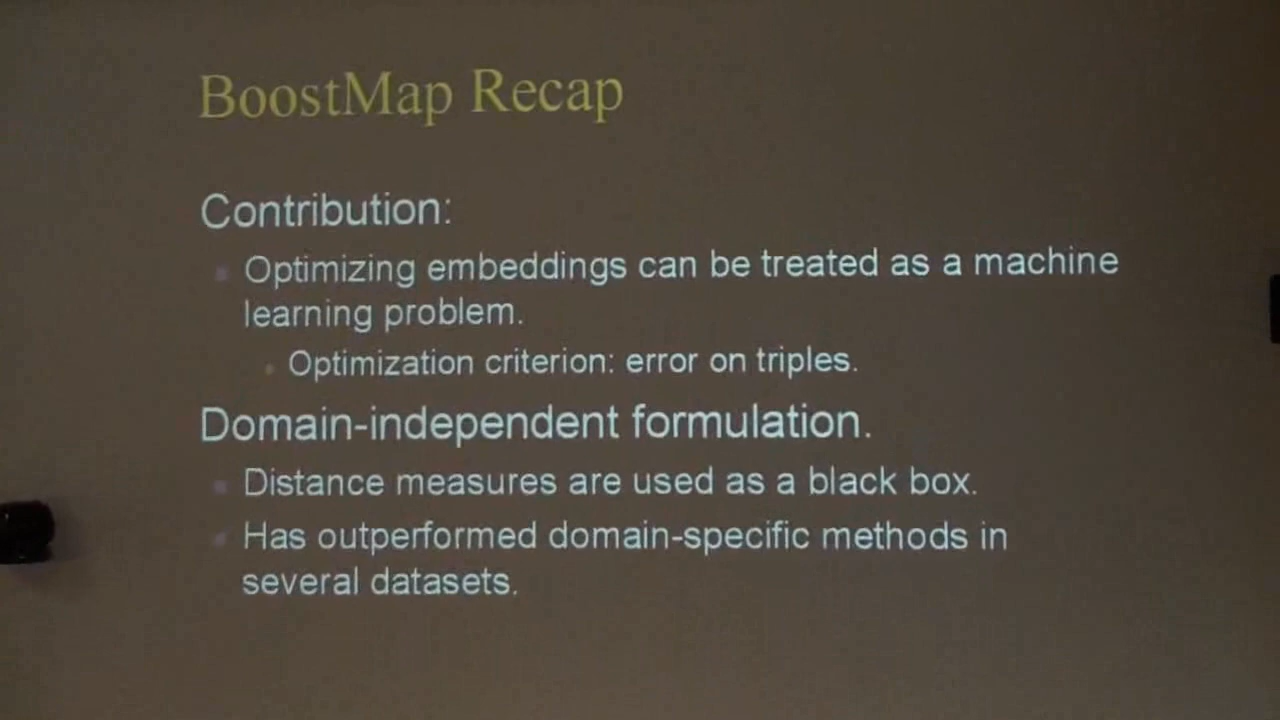 BoostMap Recap
Contribution:
Optimizing embeddings can be treated as a machine
learning problem.
Optimization criterion: error on triples.
Domain-independent formulation.
Distance measures are used as a black box.
Has outperformed domain-specific methods in
several datasets.